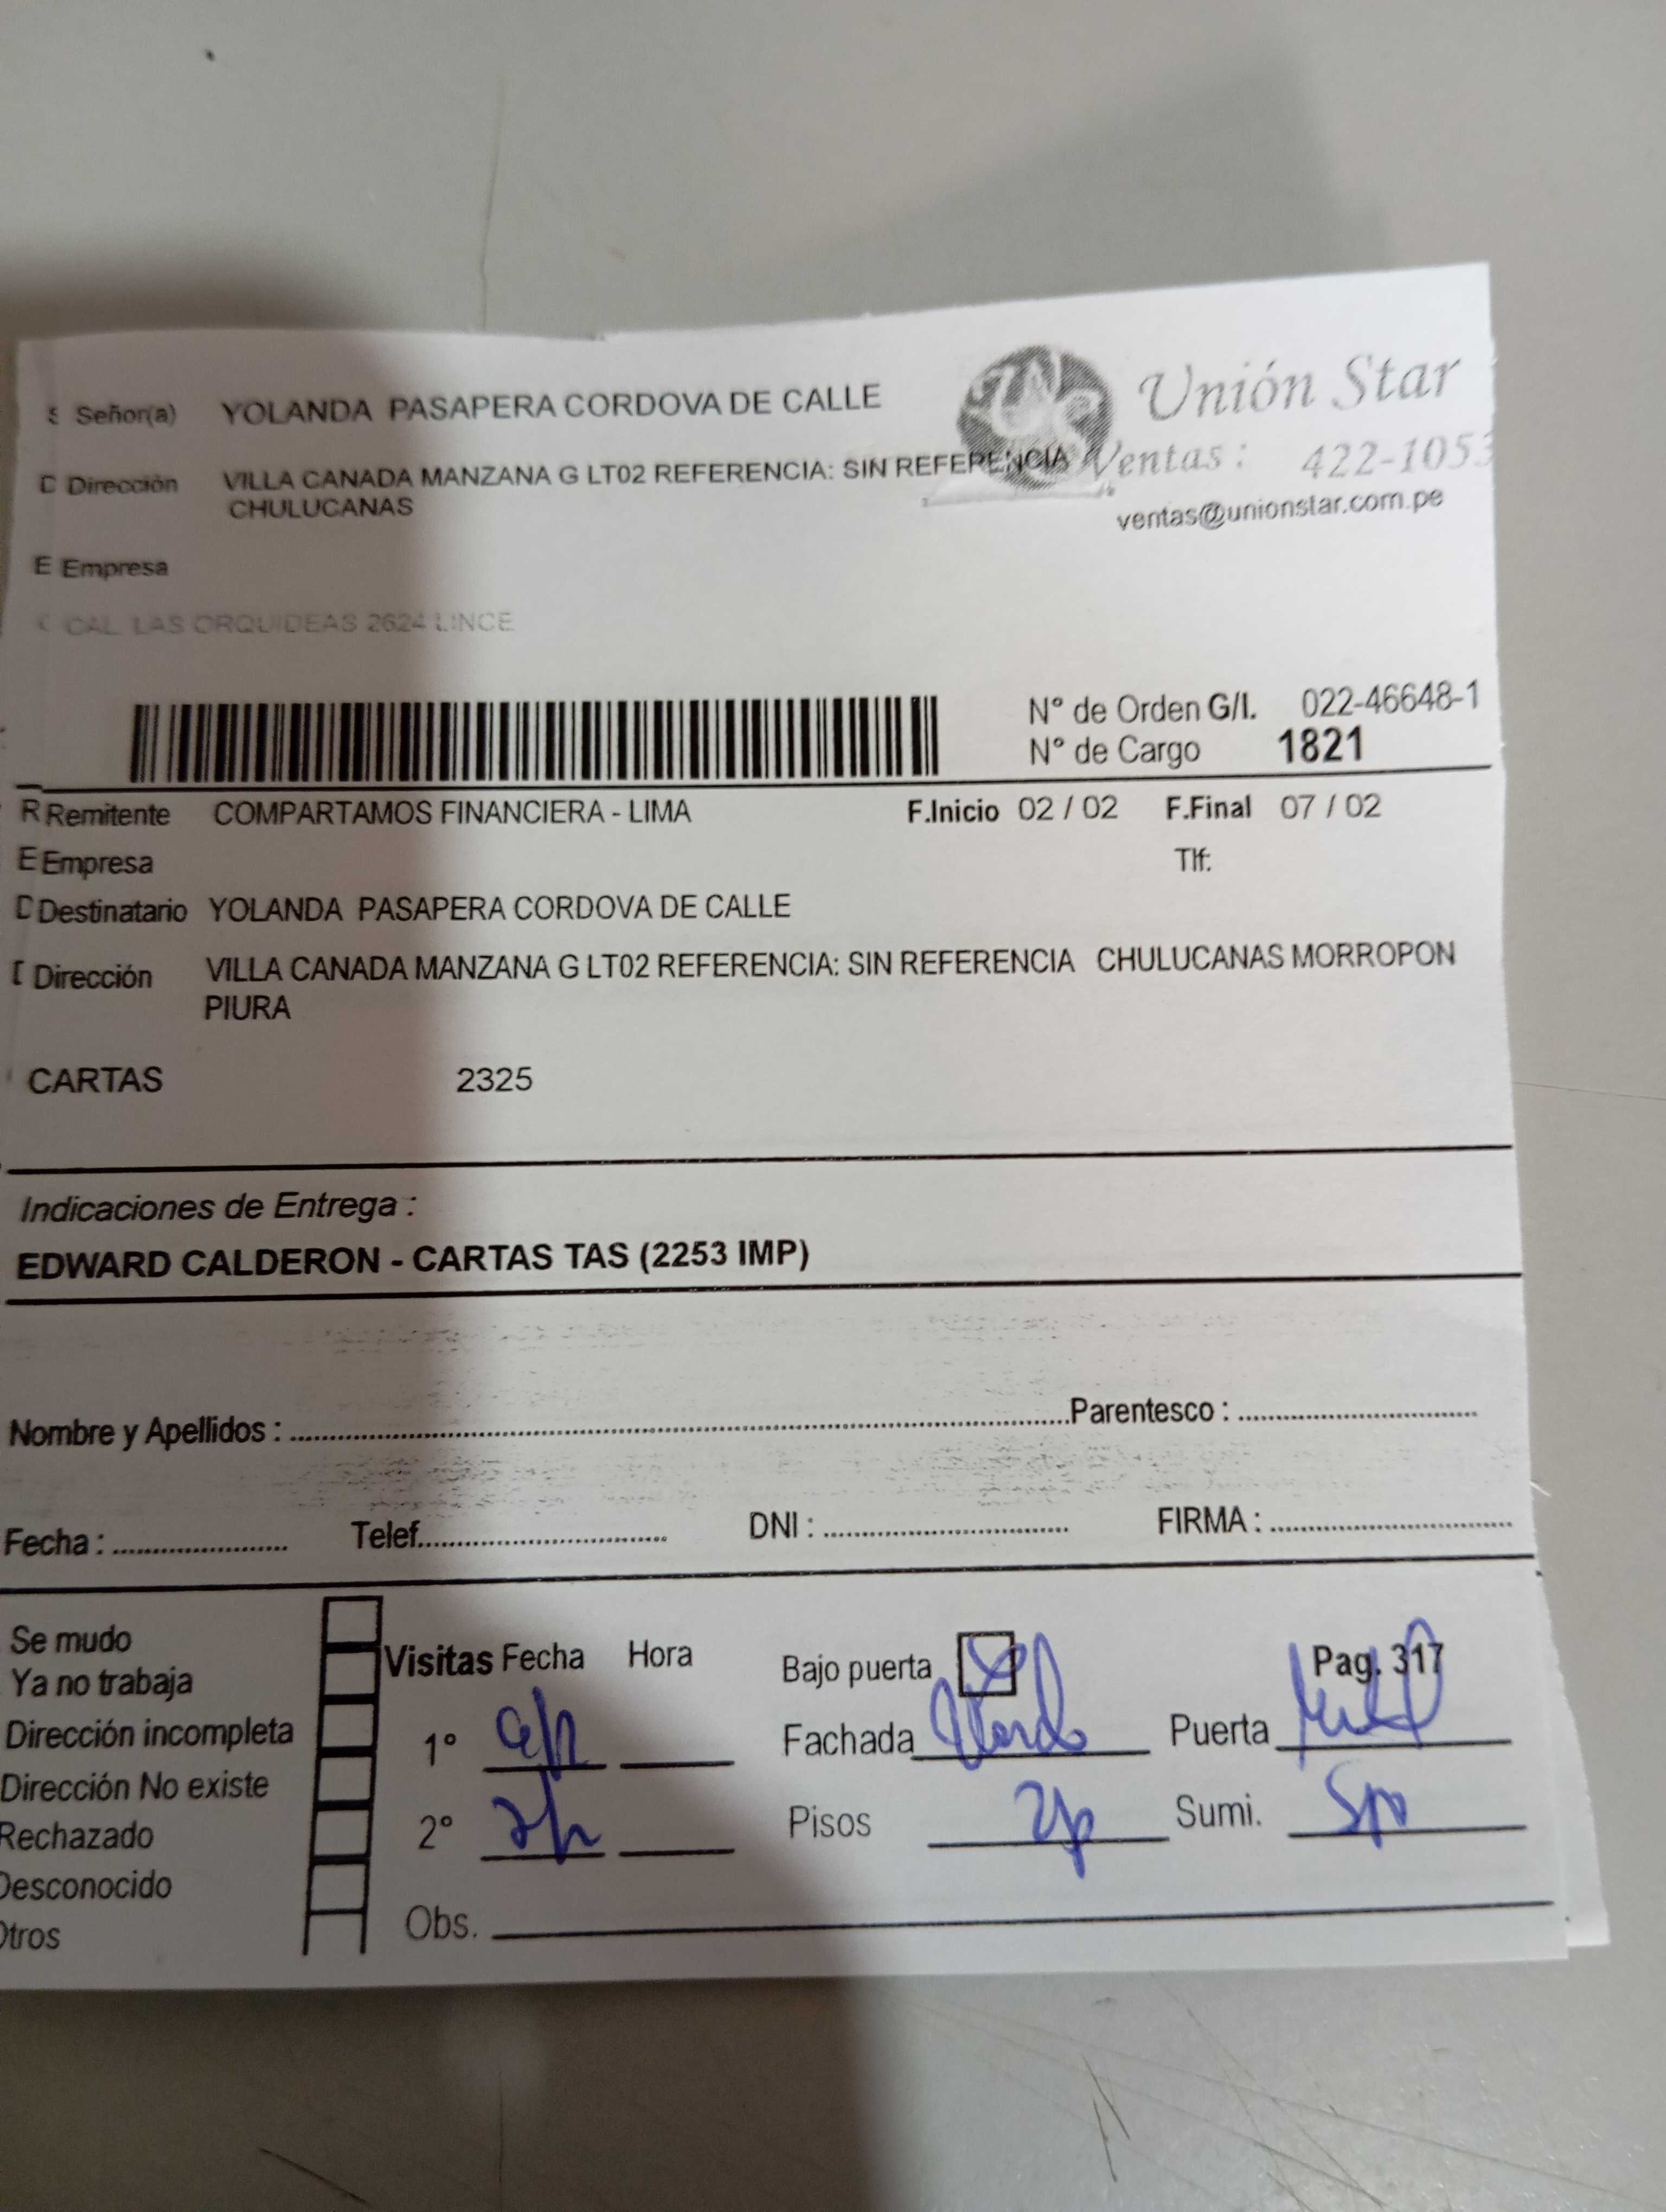 S Señor(a) YOLANDA PASAPERA CORDOVA DE CALLE
Unión Star
D Dirección VILLA CANADA MANZANA G LT02 REFERENCIA: SIN REFERENCIA
CHULUCANAS
Ventas: 422-1053
ventas@unionstar.com.pe
E Empresa
CAL. LAS ORQUIDEAS 2624 LINCE
N° de Orden G/I. 022-46648-1
N° de Cargo 1821
R Remitente COMPARTAMOS FINANCIERA - LIMA F.Inicio 02 / 02 F.Final 07 / 02
E Empresa Tlf:
D Destinatario YOLANDA PASAPERA CORDOVA DE CALLE
Dirección VILLA CANADA MANZANA G LT02 REFERENCIA: SIN REFERENCIA CHULUCANAS MORROPON
PIURA
CARTAS 2325
Indicaciones de Entrega :
EDWARD CALDERON - CARTAS TAS (2253 IMP)
Nombre y Apellidos : Parentesco :
Fecha : Telef. DNI : FIRMA :
Se mudo
Ya no trabaja
Dirección incompleta
Dirección No existe
Rechazado
Desconocido
Otros
Visitas Fecha Hora
1°
2°
Obs.
Bajo puerta Pag. 317
Fachada Puerta
Pisos 2p Sumi.